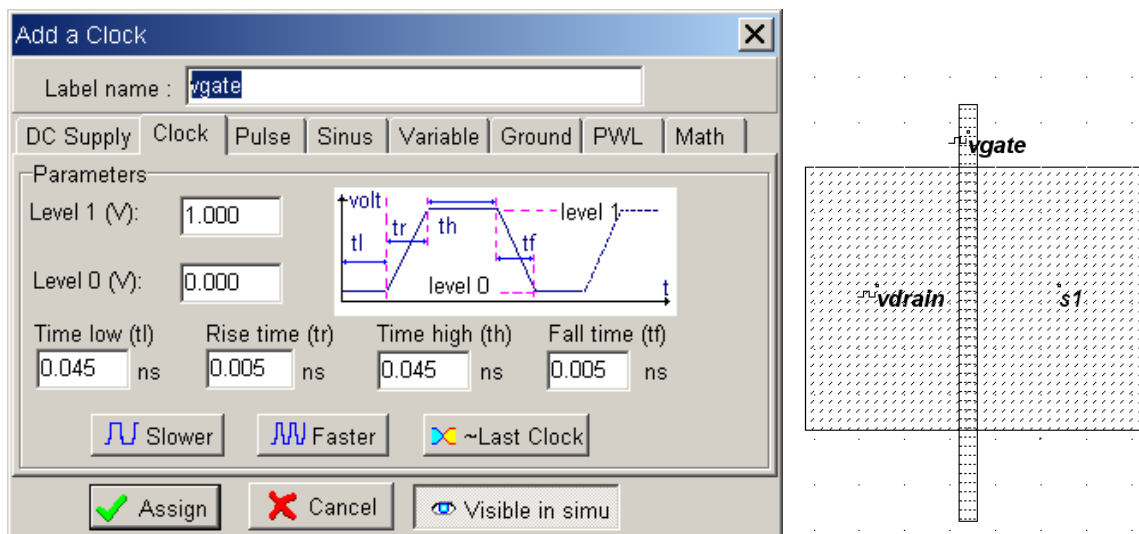 Add a Clock
Label name : vgate
DC Supply Clock Pulse Sinus Variable Ground PWL Math
Parameters
Level 1 (V): 1.000
volt
tl tr th tf level 1
Level 0 (V): 0.000
level 0 t
Time low (tl) Rise time (tr) Time high (th) Fall time (tf)
0.045 ns 0.005 ns 0.045 ns 0.005 ns
Slower Faster ~Last Clock
Assign Cancel Visible in simu
vgate
vdrain s1